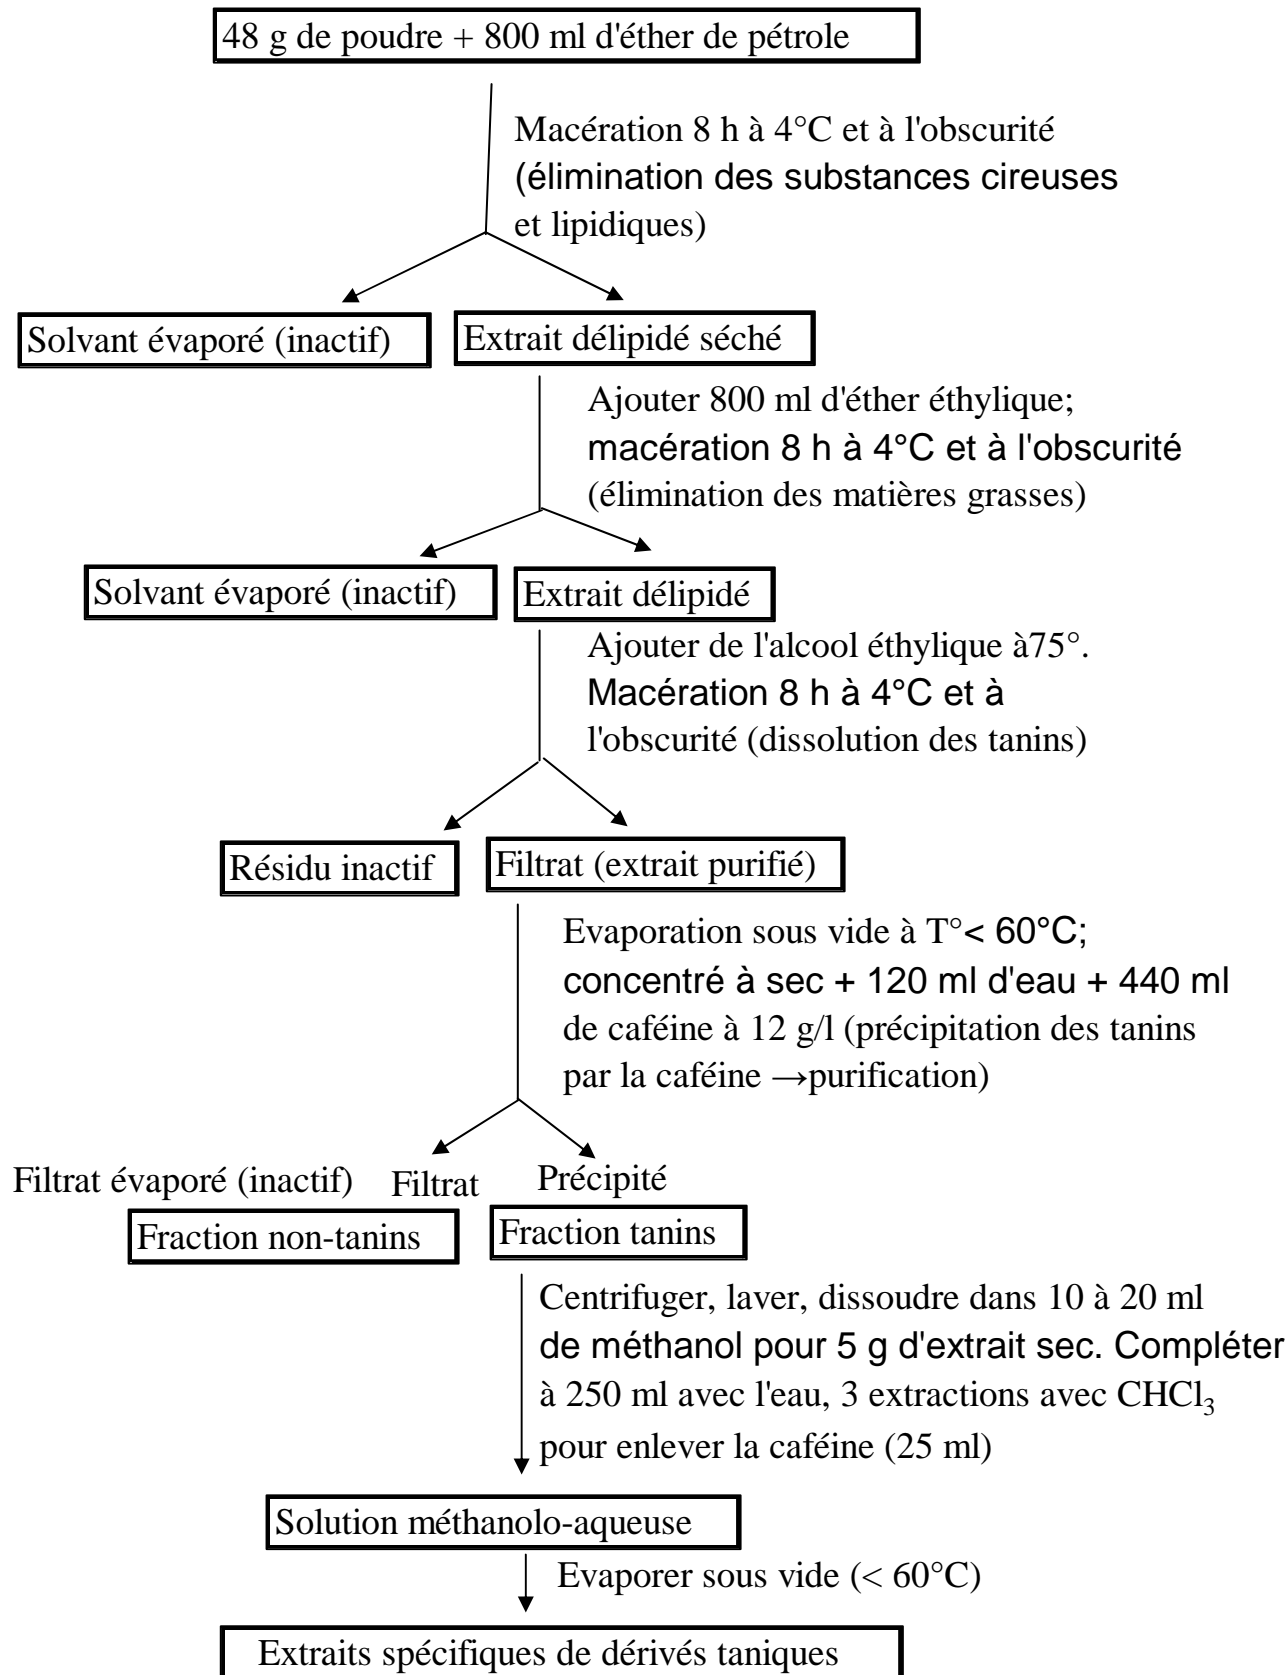 48 g de poudre + 800 ml d'éther de pétrole
Macération 8 h à 4°C et à l'obscurité
(élimination des substances cireuses
et lipidiques)
Solvant évaporé (inactif)
Extrait délipidé séché
Ajouter 800 ml d'éther éthylique;
macération 8 h à 4°C et à l'obscurité
(élimination des matières grasses)
Solvant évaporé (inactif)
Extrait délipidé
Ajouter de l'alcool éthylique à75°.
Macération 8 h à 4°C et à
l'obscurité (dissolution des tanins)
Résidu inactif
Filtrat (extrait purifié)
Evaporation sous vide à T°< 60°C;
concentré à sec + 120 ml d'eau + 440 ml
de caféine à 12 g/l (précipitation des tanins
par la caféine →purification)
Filtrat évaporé (inactif)
Filtrat
Précipité
Fraction non-tanins
Fraction tanins
Centrifuger, laver, dissoudre dans 10 à 20 ml
de méthanol pour 5 g d'extrait sec. Compléter
à 250 ml avec l'eau, 3 extractions avec CHCl₃
pour enlever la caféine (25 ml)
Solution méthanolo-aqueuse
Evaporer sous vide (< 60°C)
Extraits spécifiques de dérivés taniques